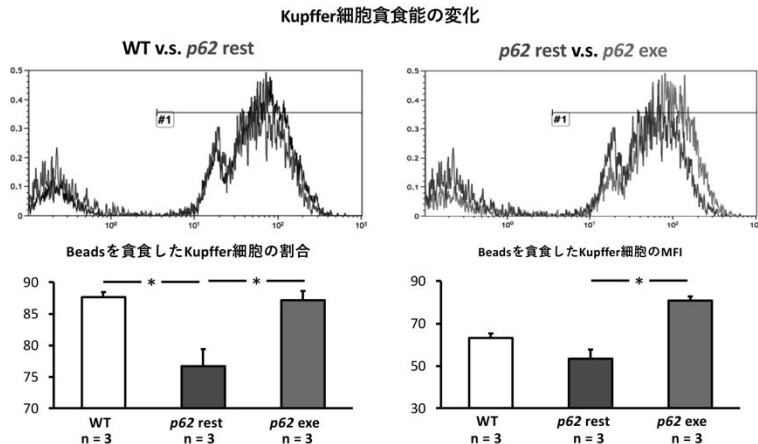 Kupffer細胞貪食能の変化
WT v.s. p62 rest
p62 rest v.s. p62 exe
0.5
0.4
0.3
0.2
0.1
0
#1
10⁰
10¹
10²
10³
0.5
0.4
0.3
0.2
0.1
0
#1
10⁰
10¹
10²
10
Beadsを貪食したKupffer細胞の割合
90
85
80
75
70
*
*
WT
n = 3
p62 rest
n = 3
p62 exe
n = 3
Beadsを貪食したKupffer細胞のMFI
90
70
50
30
*
WT
n = 3
p62 rest
n = 3
p62 exe
n = 3